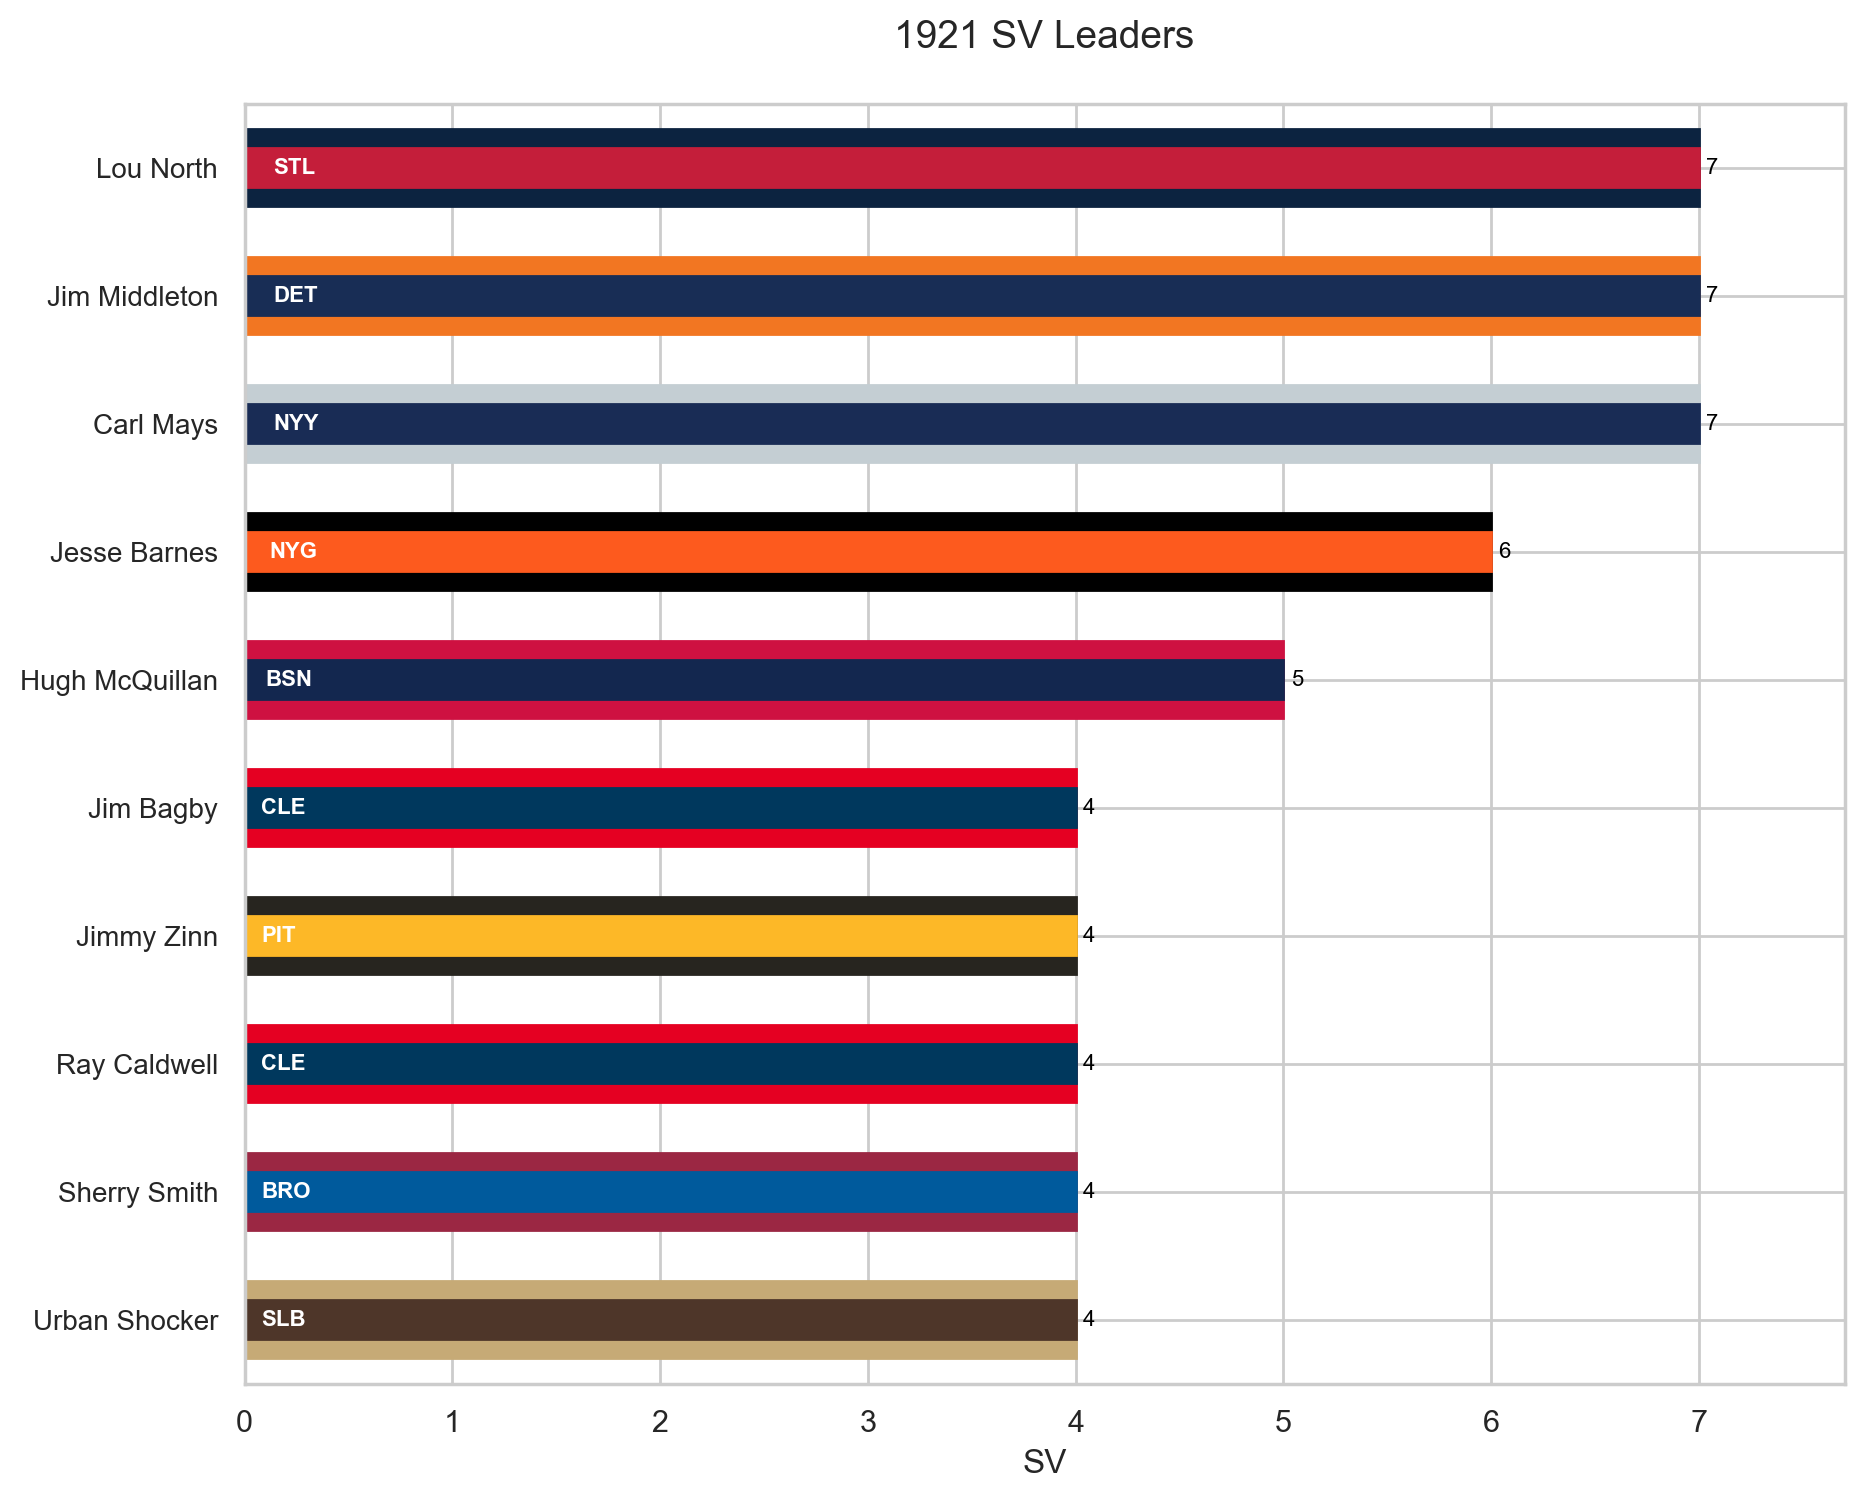 1921 SV Leaders
Lou North STL 7
Jim Middleton DET 7
Carl Mays NYY 7
Jesse Barnes NYG 6
Hugh McQuillan BSN 5
Jim Bagby CLE 4
Jimmy Zinn PIT 4
Ray Caldwell CLE 4
Sherry Smith BRO 4
Urban Shocker SLB 4
0 1 2 3 4 5 6 7
SV